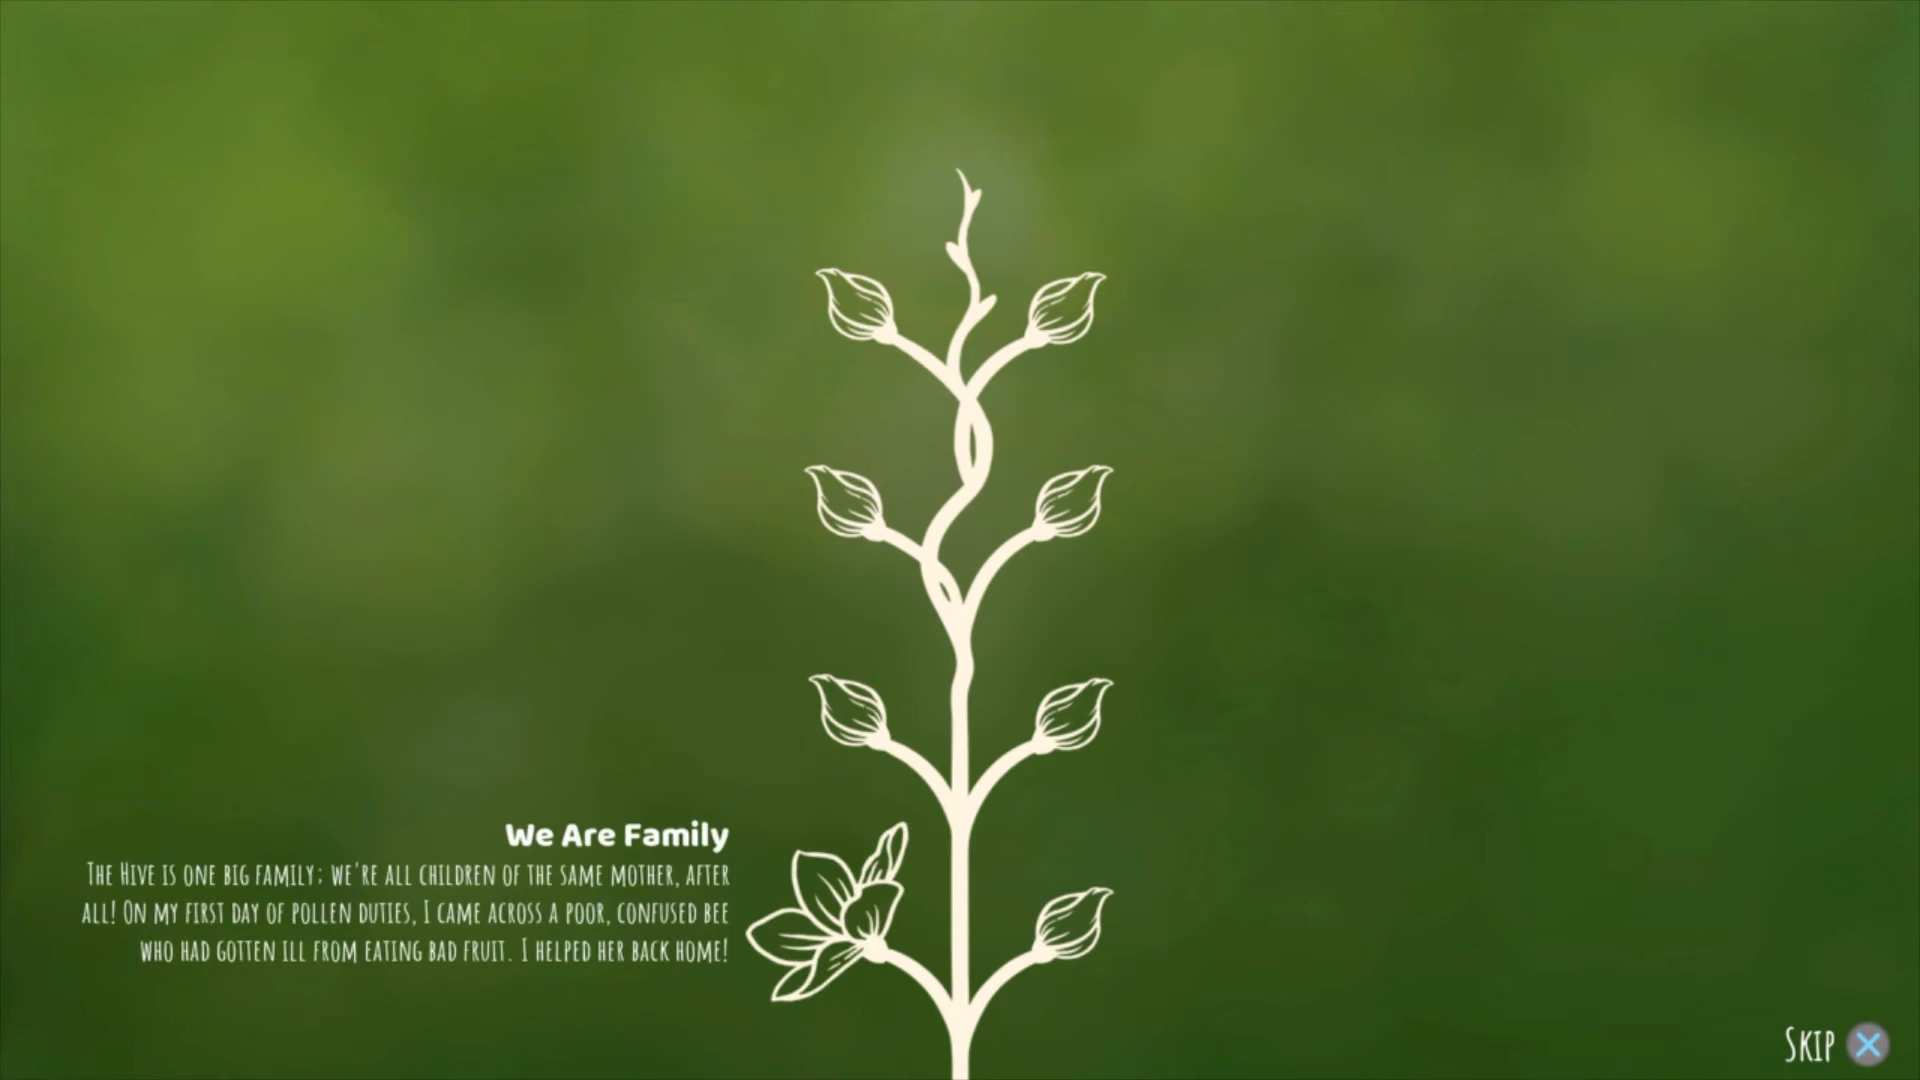 We Are Family
The Hive is one big family; we're all children of the same mother, after
all! On my first day of pollen duties, I came across a poor, confused bee
who had gotten ill from eating bad fruit. I helped her back home!
Skip